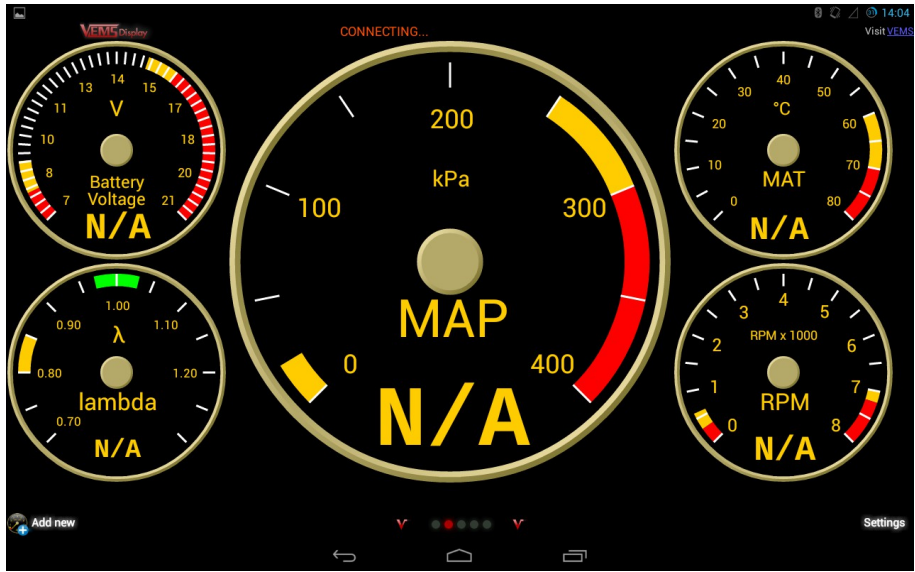 14:04
VEMS Display
CONNECTING...
Visit VEMS
7 8 10 11 13 14 15 17 18 20 21
V
Battery
Voltage
N/A
0 100 200 300 400
kPa
MAP
N/A
0 10 20 30 40 50 60 70 80
°C
MAT
N/A
0.70 0.80 0.90 1.00 1.10 1.20
λ
lambda
N/A
0 1 2 3 4 5 6 7 8
RPM x 1000
RPM
N/A
Add new
V V
Settings